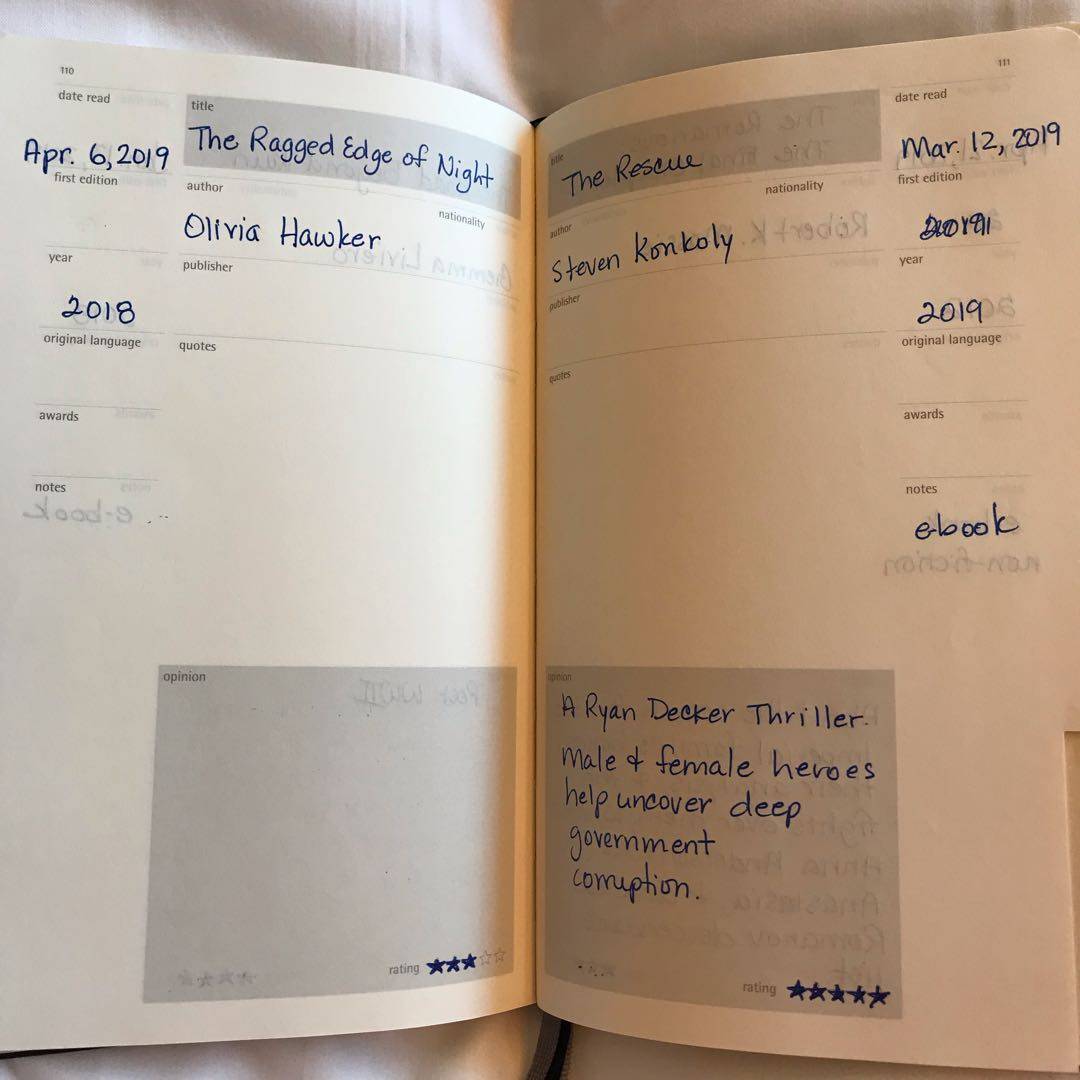 110
date read
title
Apr. 6, 2019
The Ragged Edge of Night
first edition
author
nationality
Olivia Hawker
year
publisher
2018
original language
quotes
awards
notes
opinion
rating ★★★☆☆
111
date read
title
Mar. 12, 2019
The Rescue
first edition
author
nationality
Steven Konkoly
year
publisher
2019
original language
quotes
awards
notes
e-book
opinion
A Ryan Decker Thriller.
Male & female heroes
help uncover deep
government
corruption.
rating ★★★★★